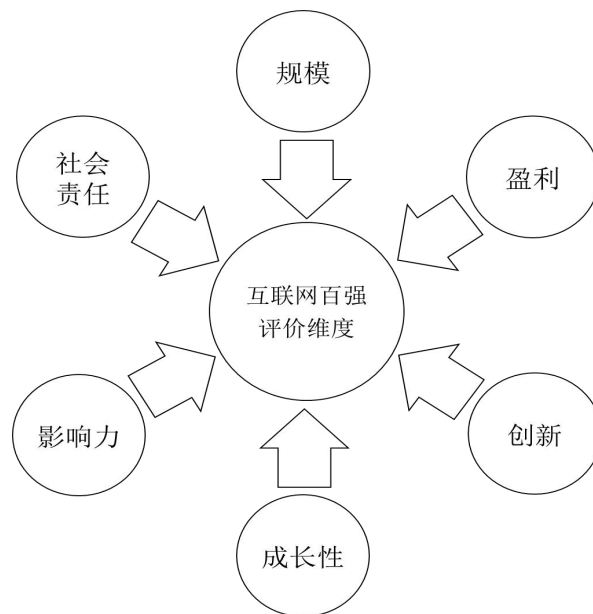 规模
社会
责任
盈利
互联网百强
评价维度
影响力
创新
成长性